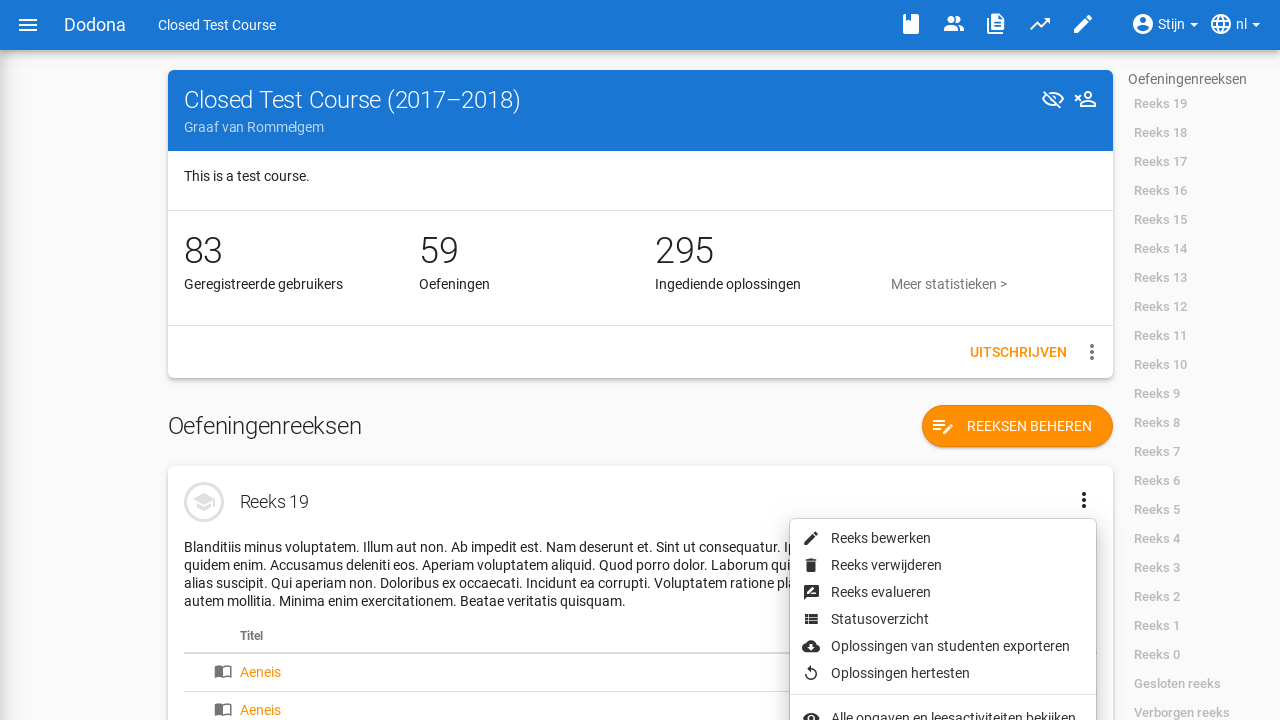 Dodona
Closed Test Course
Stijn
nl
Closed Test Course (2017–2018)
Graaf van Rommelgem
This is a test course.
83
Geregistreerde gebruikers
59
Oefeningen
295
Ingediende oplossingen
Meer statistieken >
UITSCHRIJVEN
Oefeningenreeksen
REEKSEN BEHEREN
Reeks 19
Blanditiis minus voluptatem. Illum aut non. Ab impedit est. Nam deserunt et. Sint ut consequatur.
quidem enim. Accusamus deleniti eos. Aperiam voluptatem aliquid. Quod porro dolor. Laborum
alias suscipit. Qui aperiam non. Doloribus ex occaecati. Incidunt ea corrupti. Voluptatem ratione
autem mollitia. Minima enim exercitationem. Beatae veritatis quisquam.
Titel
Aeneis
Aeneis
Reeks bewerken
Reeks verwijderen
Reeks evalueren
Statusoverzicht
Oplossingen van studenten exporteren
Oplossingen hertesten
Alle opgaven en leesactiviteiten bekijken
Oefeningenreeksen
Reeks 19
Reeks 18
Reeks 17
Reeks 16
Reeks 15
Reeks 14
Reeks 13
Reeks 12
Reeks 11
Reeks 10
Reeks 9
Reeks 8
Reeks 7
Reeks 6
Reeks 5
Reeks 4
Reeks 3
Reeks 2
Reeks 1
Reeks 0
Gesloten reeks
Verborgen reeks